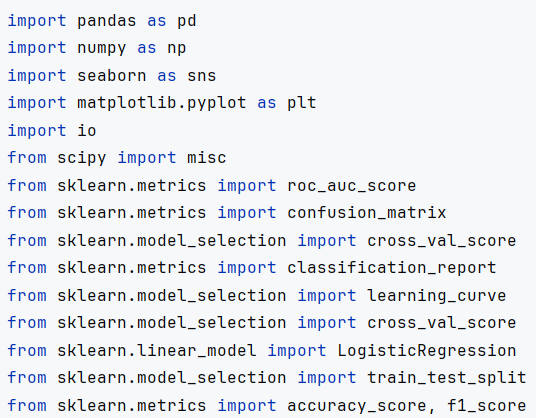 import pandas as pd
import numpy as np
import seaborn as sns
import matplotlib.pyplot as plt
import io
from scipy import misc
from sklearn.metrics import roc_auc_score
from sklearn.metrics import confusion_matrix
from sklearn.model_selection import cross_val_score
from sklearn.metrics import classification_report
from sklearn.model_selection import learning_curve
from sklearn.model_selection import cross_val_score
from sklearn.linear_model import LogisticRegression
from sklearn.model_selection import train_test_split
from sklearn.metrics import accuracy_score, f1_score